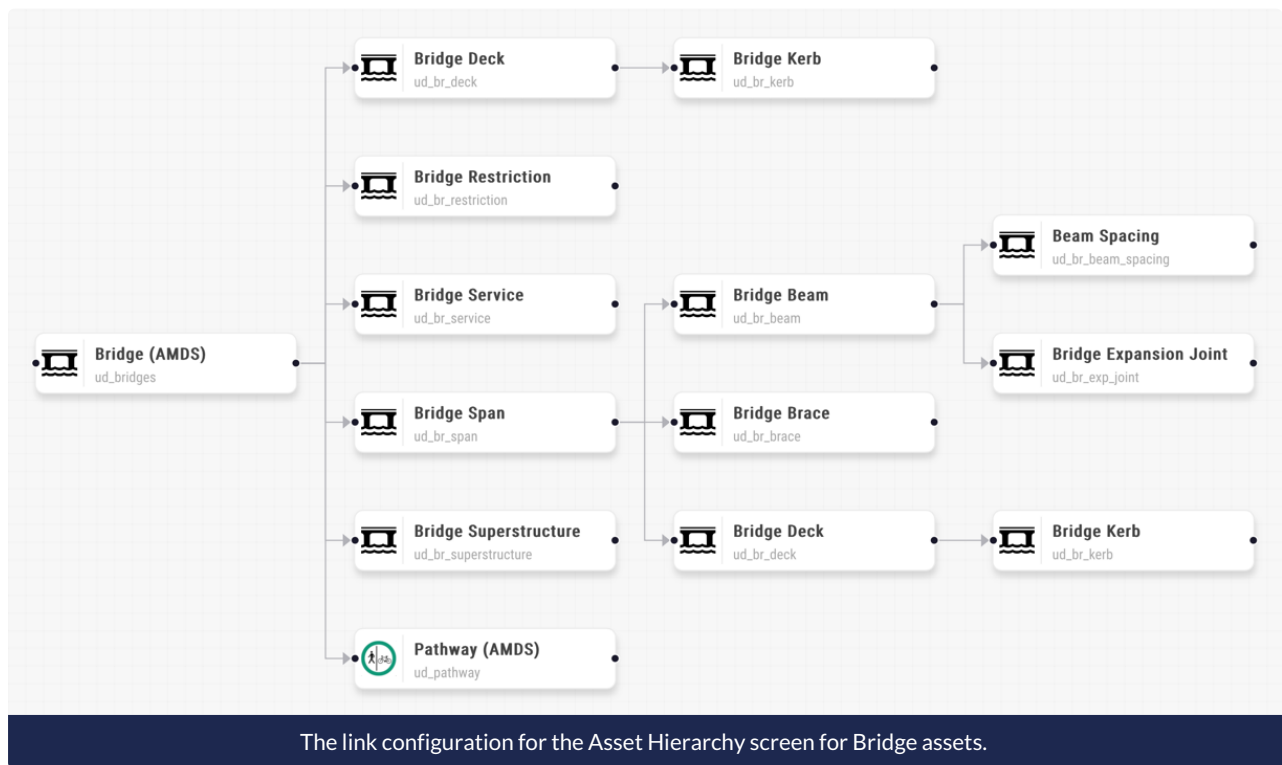 Bridge Deck
ud_br_deck
Bridge Kerb
ud_br_kerb
Bridge Restriction
ud_br_restriction
Beam Spacing
ud_br_beam_spacing
Bridge Service
ud_br_service
Bridge Beam
ud_br_beam
Bridge (AMDS)
ud_bridges
Bridge Expansion Joint
ud_br_exp_joint
Bridge Span
ud_br_span
Bridge Brace
ud_br_brace
Bridge Superstructure
ud_br_superstructure
Bridge Deck
ud_br_deck
Bridge Kerb
ud_br_kerb
Pathway (AMDS)
ud_pathway
The link configuration for the Asset Hierarchy screen for Bridge assets.